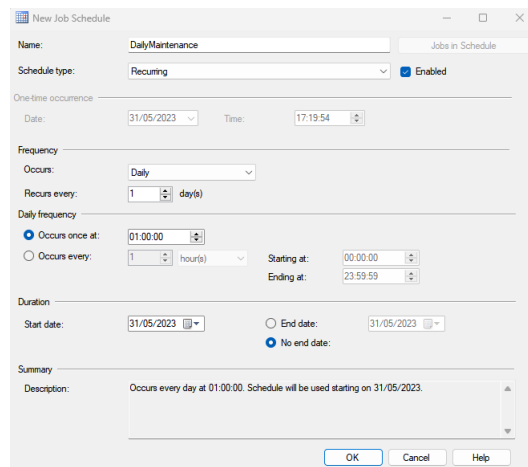 New Job Schedule
Name: DailyMaintenance Jobs in Schedule
Schedule type: Recurring Enabled
One-time occurrence
Date: 31/05/2023 Time: 17:19:54
Frequency
Occurs: Daily
Recurs every: 1 day(s)
Daily frequency
Occurs once at: 01:00:00
Occurs every: 1 hour(s) Starting at: 00:00:00
Ending at: 23:59:59
Duration
Start date: 31/05/2023 End date: 31/05/2023
No end date:
Summary
Description: Occurs every day at 01:00:00. Schedule will be used starting on 31/05/2023.
OK Cancel Help